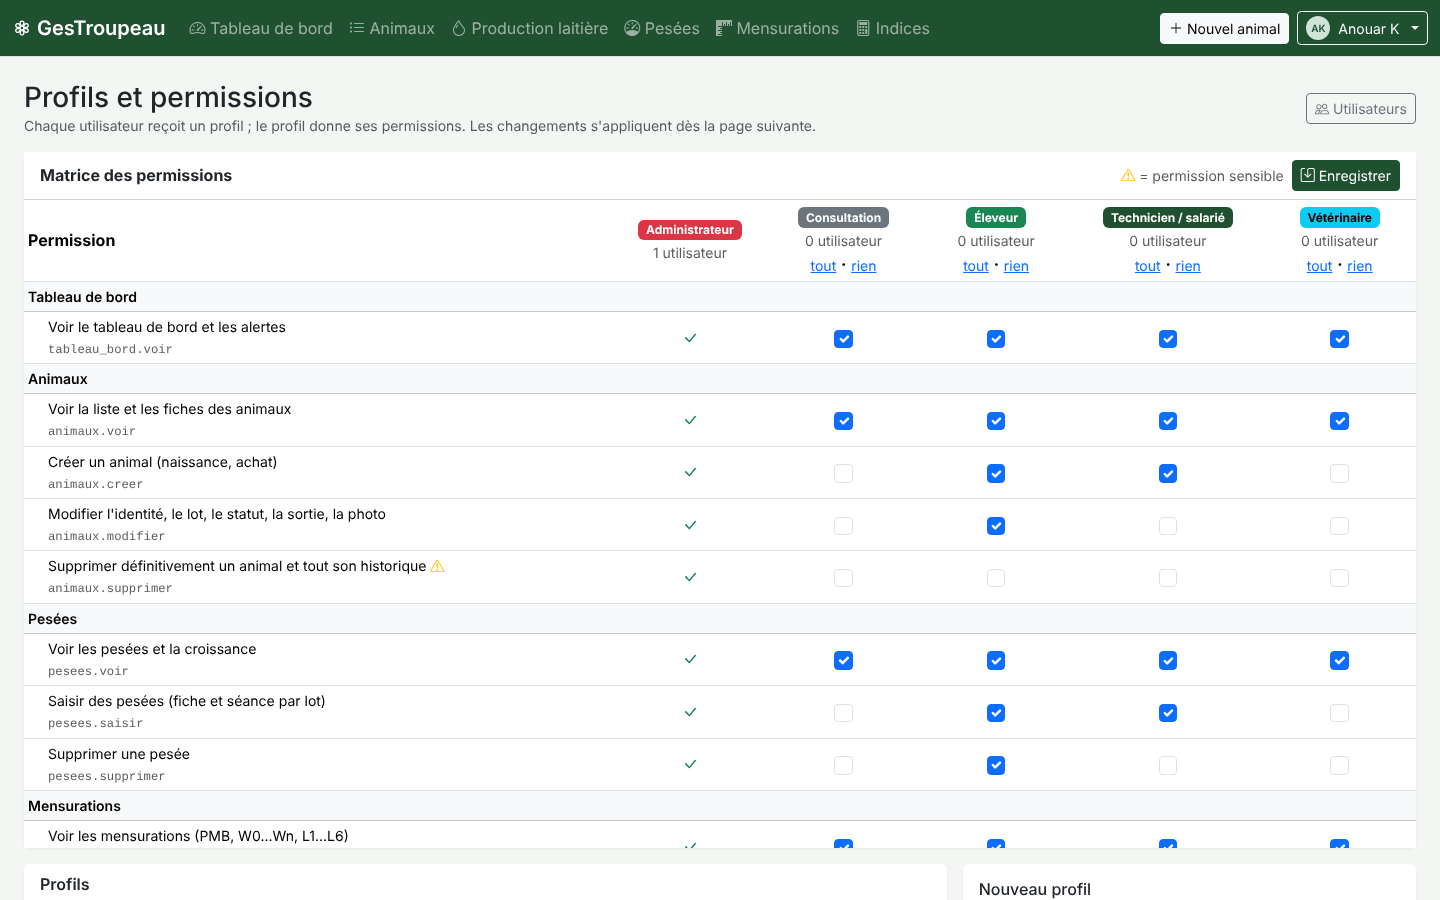 GesTroupeau Tableau de bord Animaux Production laitière Pesées Mensurations Indices + Nouvel animal AK Anouar K
Profils et permissions
Utilisateurs
Chaque utilisateur reçoit un profil ; le profil donne ses permissions. Les changements s'appliquent dès la page suivante.
Matrice des permissions = permission sensible Enregistrer
Permission Administrateur Consultation Éleveur Technicien / salarié Vétérinaire
1 utilisateur 0 utilisateur 0 utilisateur 0 utilisateur 0 utilisateur
tout · rien tout · rien tout · rien tout · rien
Tableau de bord
Voir le tableau de bord et les alertes
tableau_bord.voir
Animaux
Voir la liste et les fiches des animaux
animaux.voir
Créer un animal (naissance, achat)
animaux.creer
Modifier l'identité, le lot, le statut, la sortie, la photo
animaux.modifier
Supprimer définitivement un animal et tout son historique
animaux.supprimer
Pesées
Voir les pesées et la croissance
pesees.voir
Saisir des pesées (fiche et séance par lot)
pesees.saisir
Supprimer une pesée
pesees.supprimer
Mensurations
Voir les mensurations (PMB, W0…Wn, L1…L6)
Profils
Nouveau profil